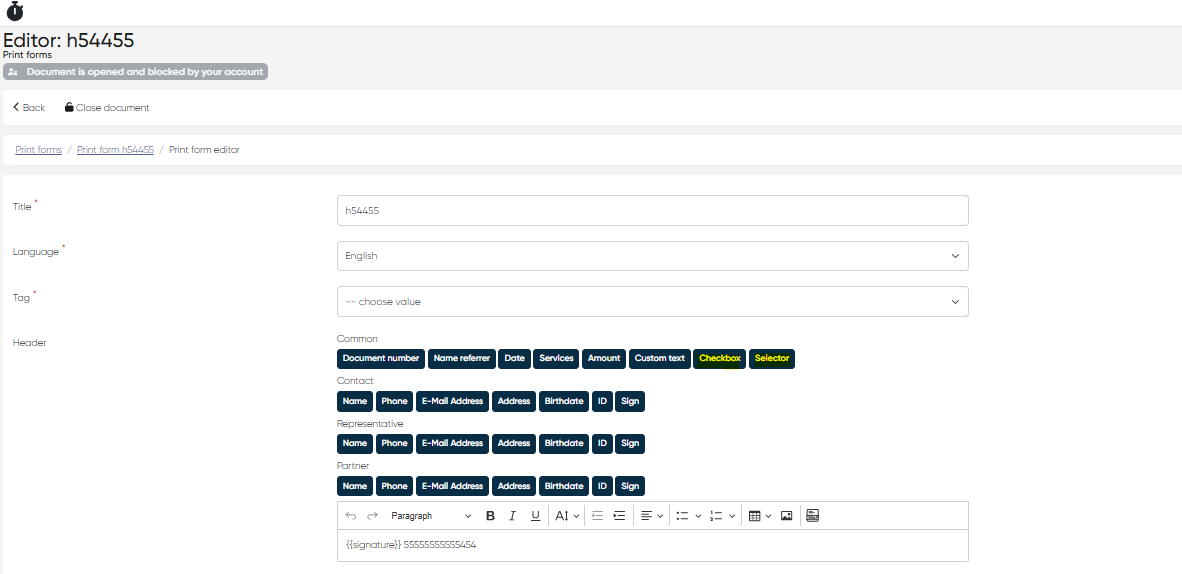 Editor: h54455
Print forms
Document is opened and blocked by your account
Back Close document
Print forms / Print form h54455 / Print form editor
Title * h54455
Language * English
Tag * -- choose value
Header
Common
Document number Name referrer Date Services Amount Custom text Checkbox Selector
Contact
Name Phone E-Mail Address Address Birthdate ID Sign
Representative
Name Phone E-Mail Address Address Birthdate ID Sign
Partner
Name Phone E-Mail Address Address Birthdate ID Sign
Paragraph B I U AI
{{signature}} 55555555555454